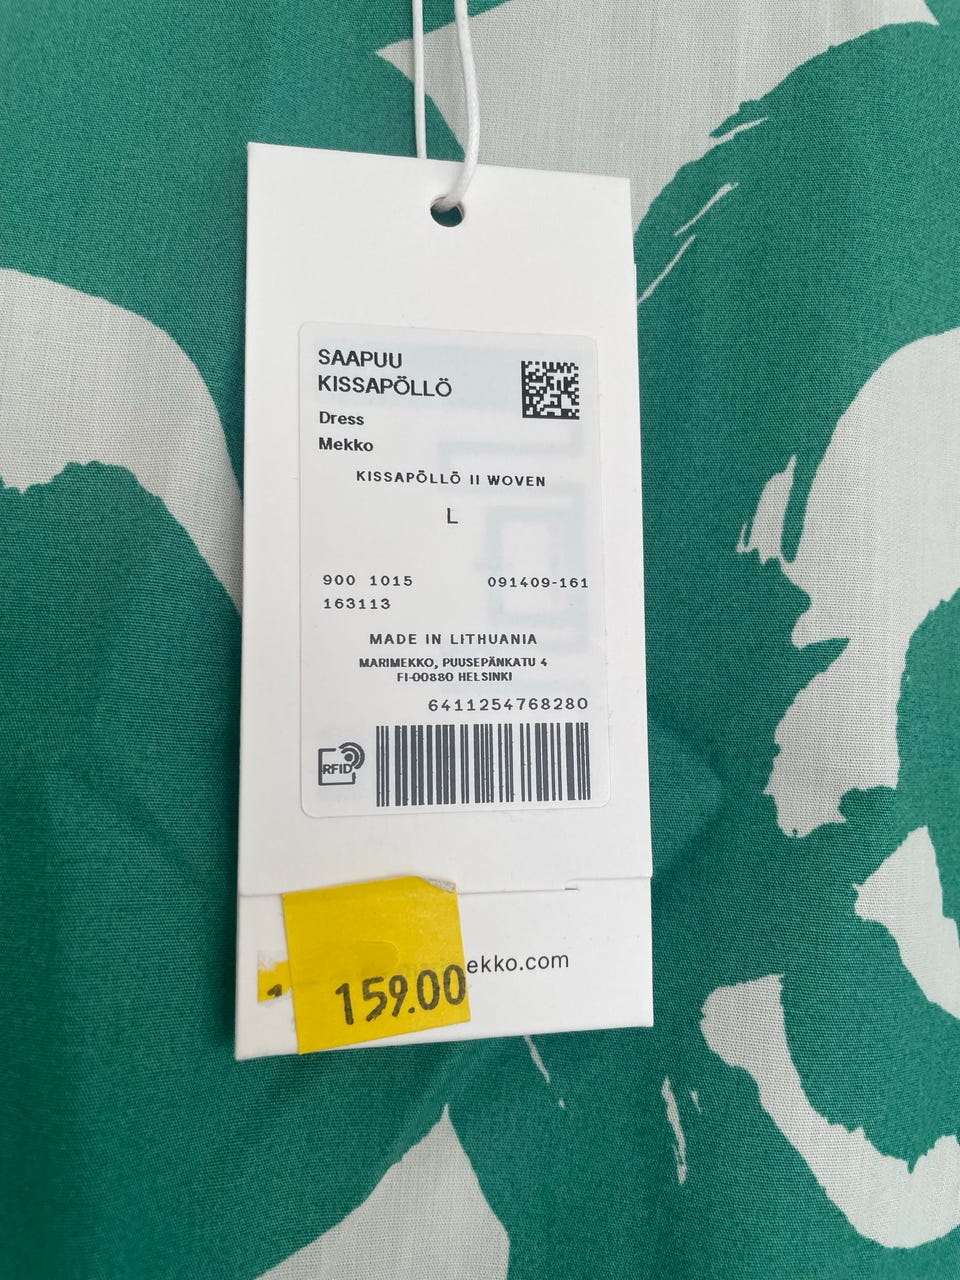 SAAPUU
KISSAPÖLLÖ
Dress
Mekko
KISSAPÖLLÖ II WOVEN
L
900 1015 091409-161
163113
MADE IN LITHUANIA
MARIMEKKO, PUUSEPÄNKATU 4
FI-00880 HELSINKI
6411254768280
RFID
ekko.com
159.00